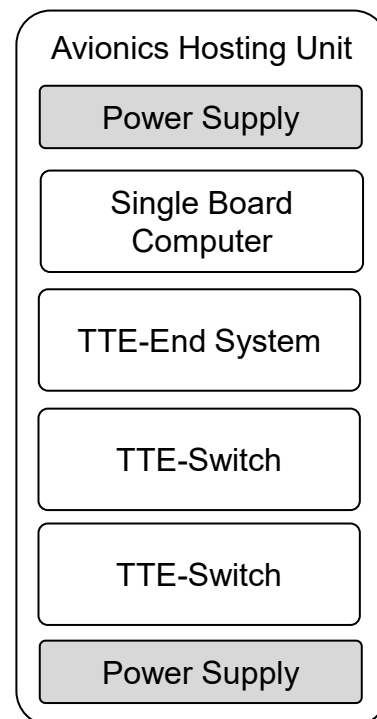 Avionics Hosting Unit
Power Supply
Single Board
Computer
TTE-End System
TTE-Switch
TTE-Switch
Power Supply